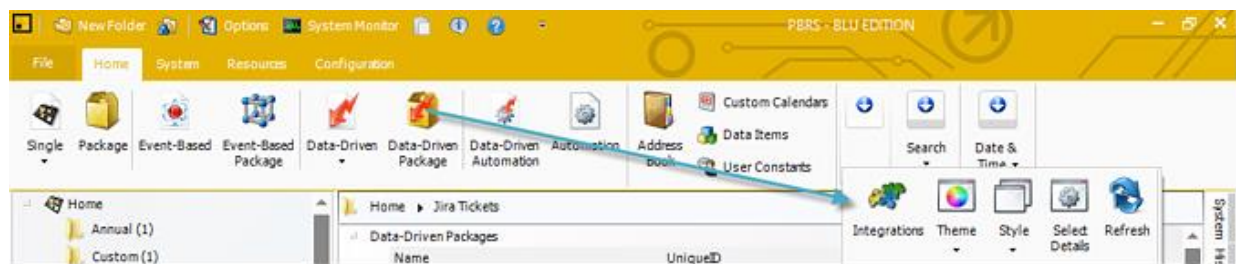 New Folder Options System Monitor PBRS - BLU EDITION
File Home System Resources Configuration
Custom Calendars
Single Package Event-Based Event-Based Package Data-Driven Data-Driven Package Data-Driven Automation Automation Address Book Data Items Search Date & Time
User Constants
Home Home ▸ Jira Tickets Integrations Theme Style Select Details Refresh
Annual (1) Data-Driven Packages
Custom (1) Name UniqueID
System